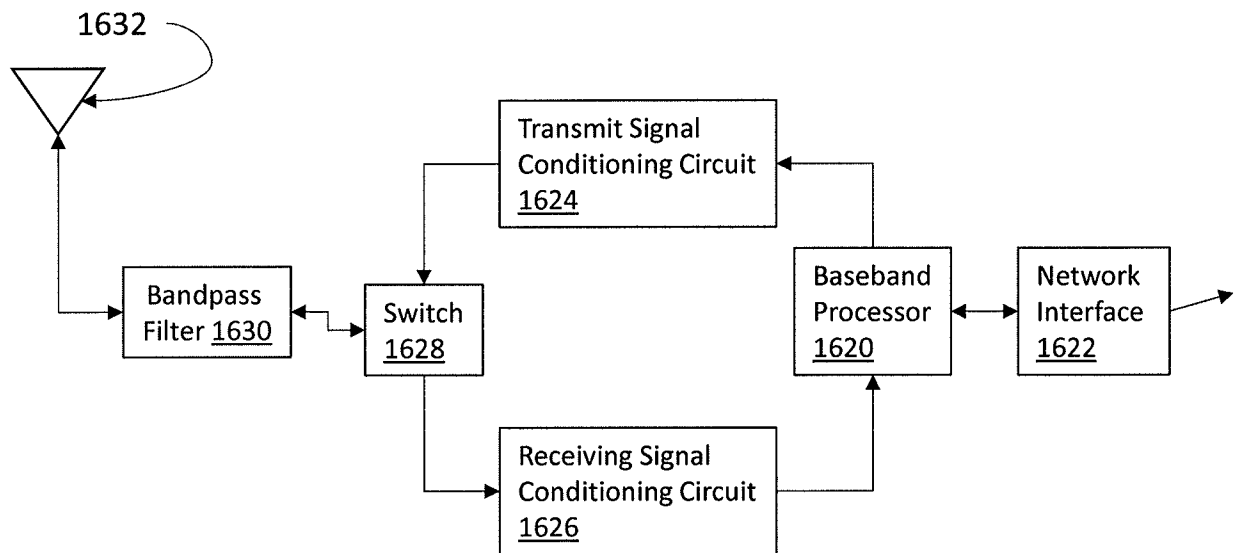 1632
Transmit Signal
Conditioning Circuit
1624
Bandpass
Filter 1630
Switch
1628
Baseband
Processor
1620
Network
Interface
1622
Receiving Signal
Conditioning Circuit
1626